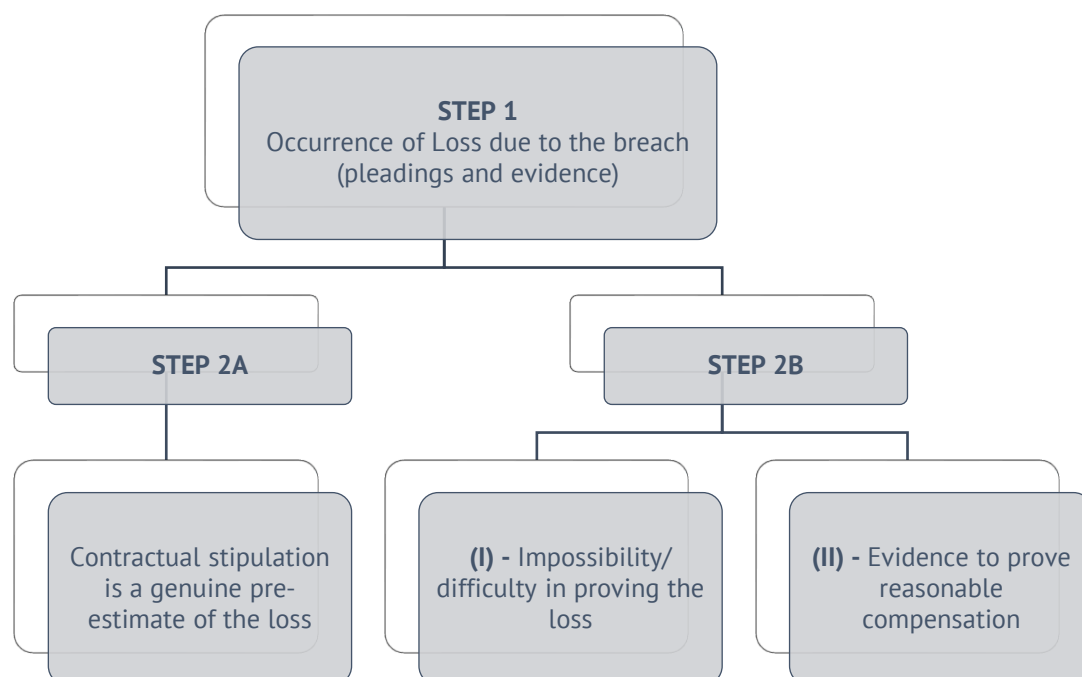 STEP 1
Occurrence of Loss due to the breach
(pleadings and evidence)
STEP 2A
STEP 2B
Contractual stipulation
is a genuine pre-
estimate of the loss
(I) - Impossibility/
difficulty in proving the
loss
(II) - Evidence to prove
reasonable
compensation